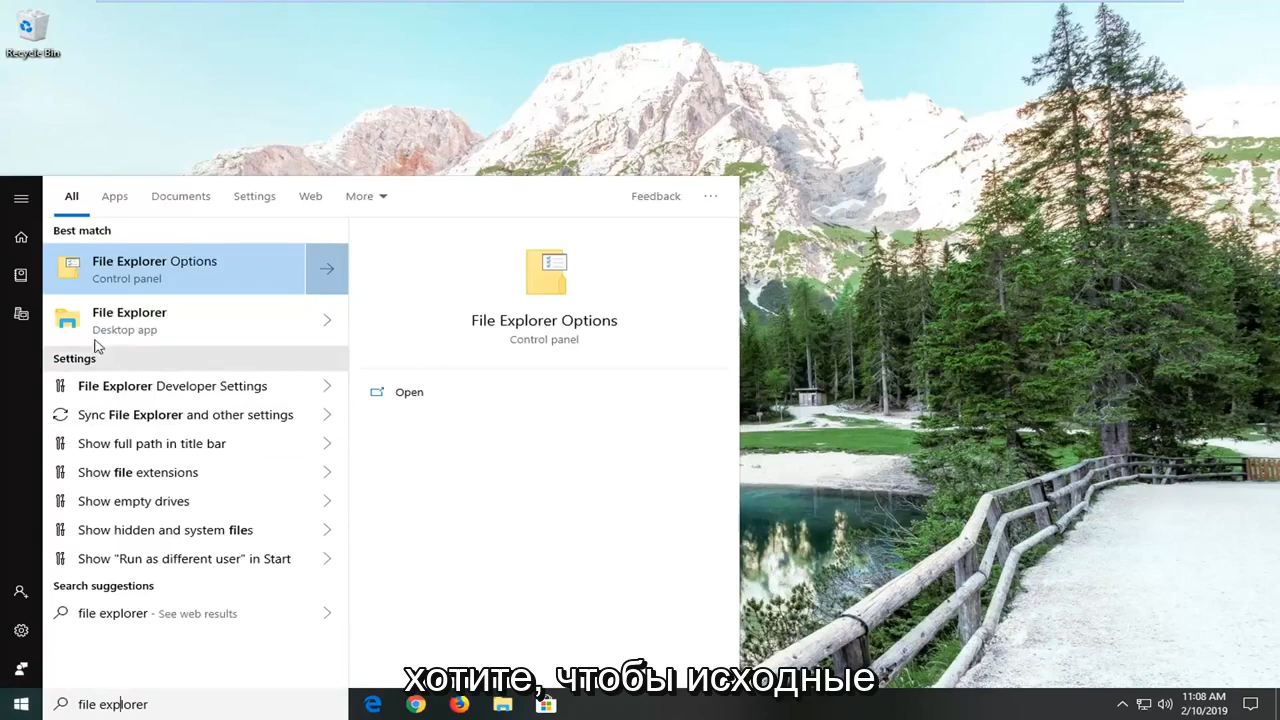 Recycle Bin
All Apps Documents Settings Web More Feedback ...
Best match
File Explorer Options
Control panel
File Explorer
Desktop app
Settings
File Explorer Developer Settings
Sync File Explorer and other settings
Show full path in title bar
Show file extensions
Show empty drives
Show hidden and system files
Show "Run as different user" in Start
Search suggestions
file explorer - See web results
File Explorer Options
Control panel
Open
хотите, чтобы исходные
file explorer
11:08 AM
2/10/2019